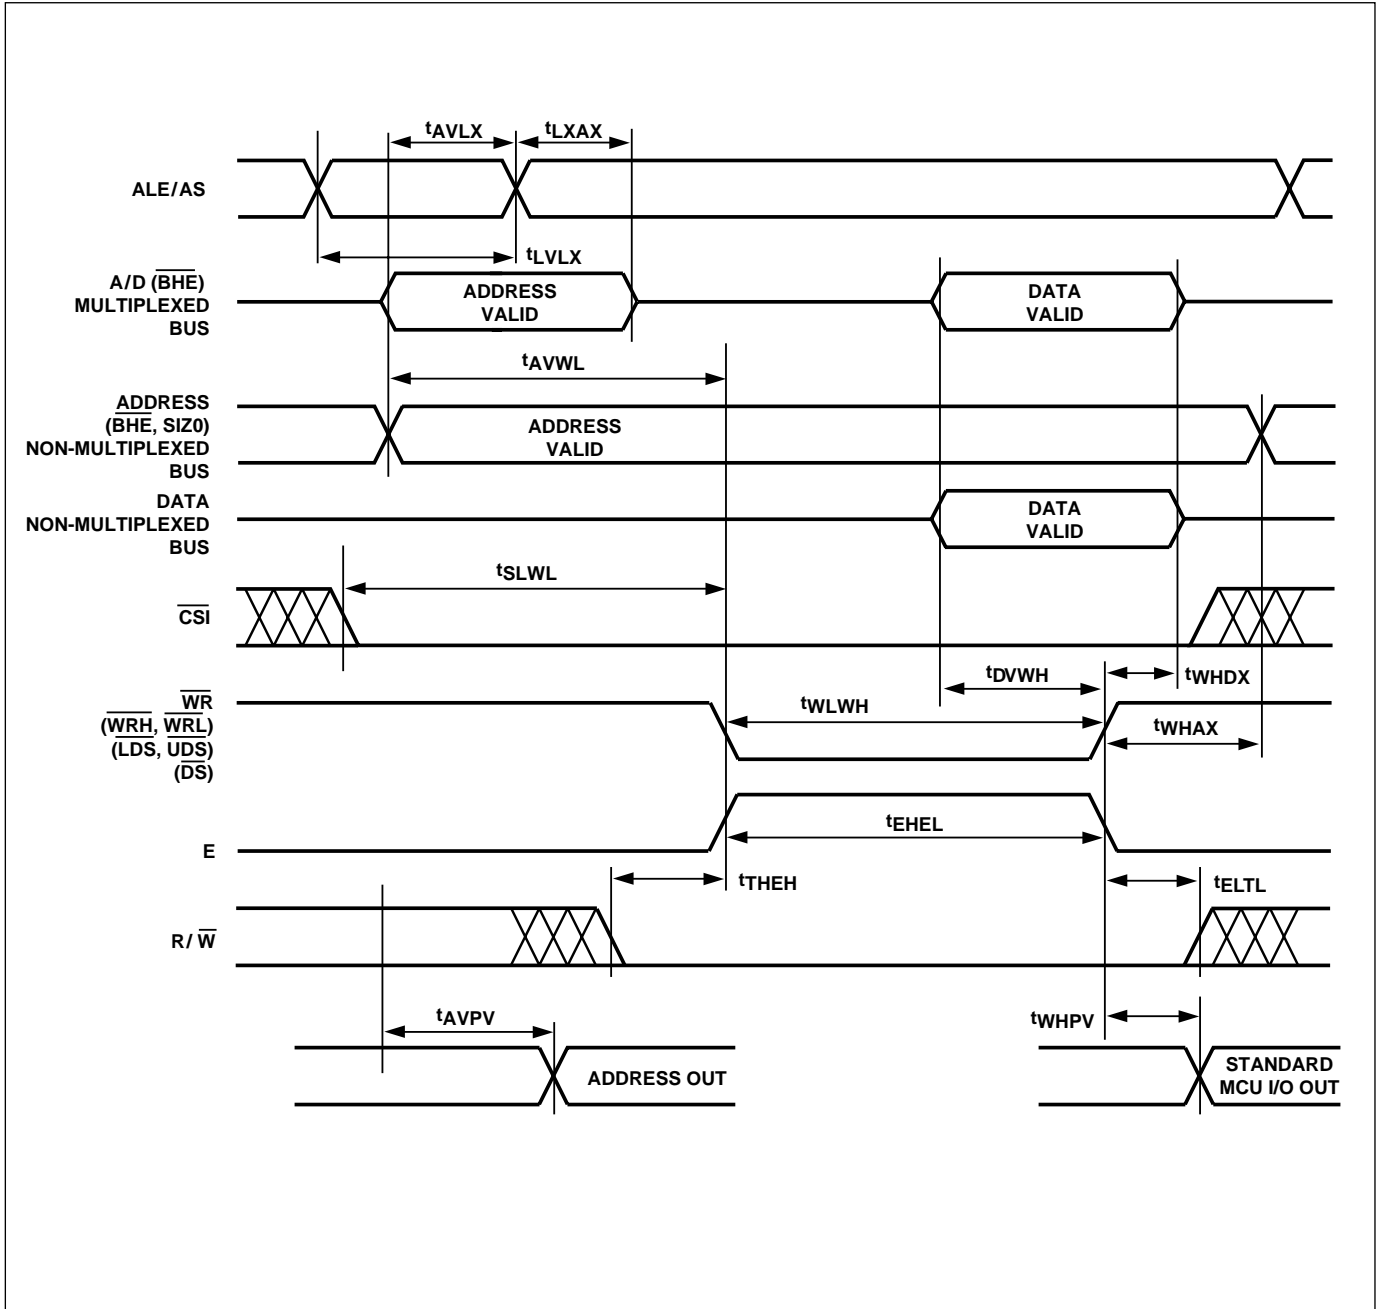 tAVLX
tLXAX
ALE/AS
tLVLX
A/D (BHE)
MULTIPLEXED
BUS
ADDRESS
VALID
DATA
VALID
tAVWL
ADDRESS
(BHE, SIZ0)
NON-MULTIPLEXED
BUS
ADDRESS
VALID
DATA
NON-MULTIPLEXED
BUS
DATA
VALID
tSLWL
CSI
tDVWH
tWHDX
WR
(WRH, WRL)
(LDS, UDS)
(DS)
tWLWH
tWHAX
tEHEL
E
tTHEH
tELTL
R/ W
tAVPV
tWHPV
ADDRESS OUT
STANDARD
MCU I/O OUT